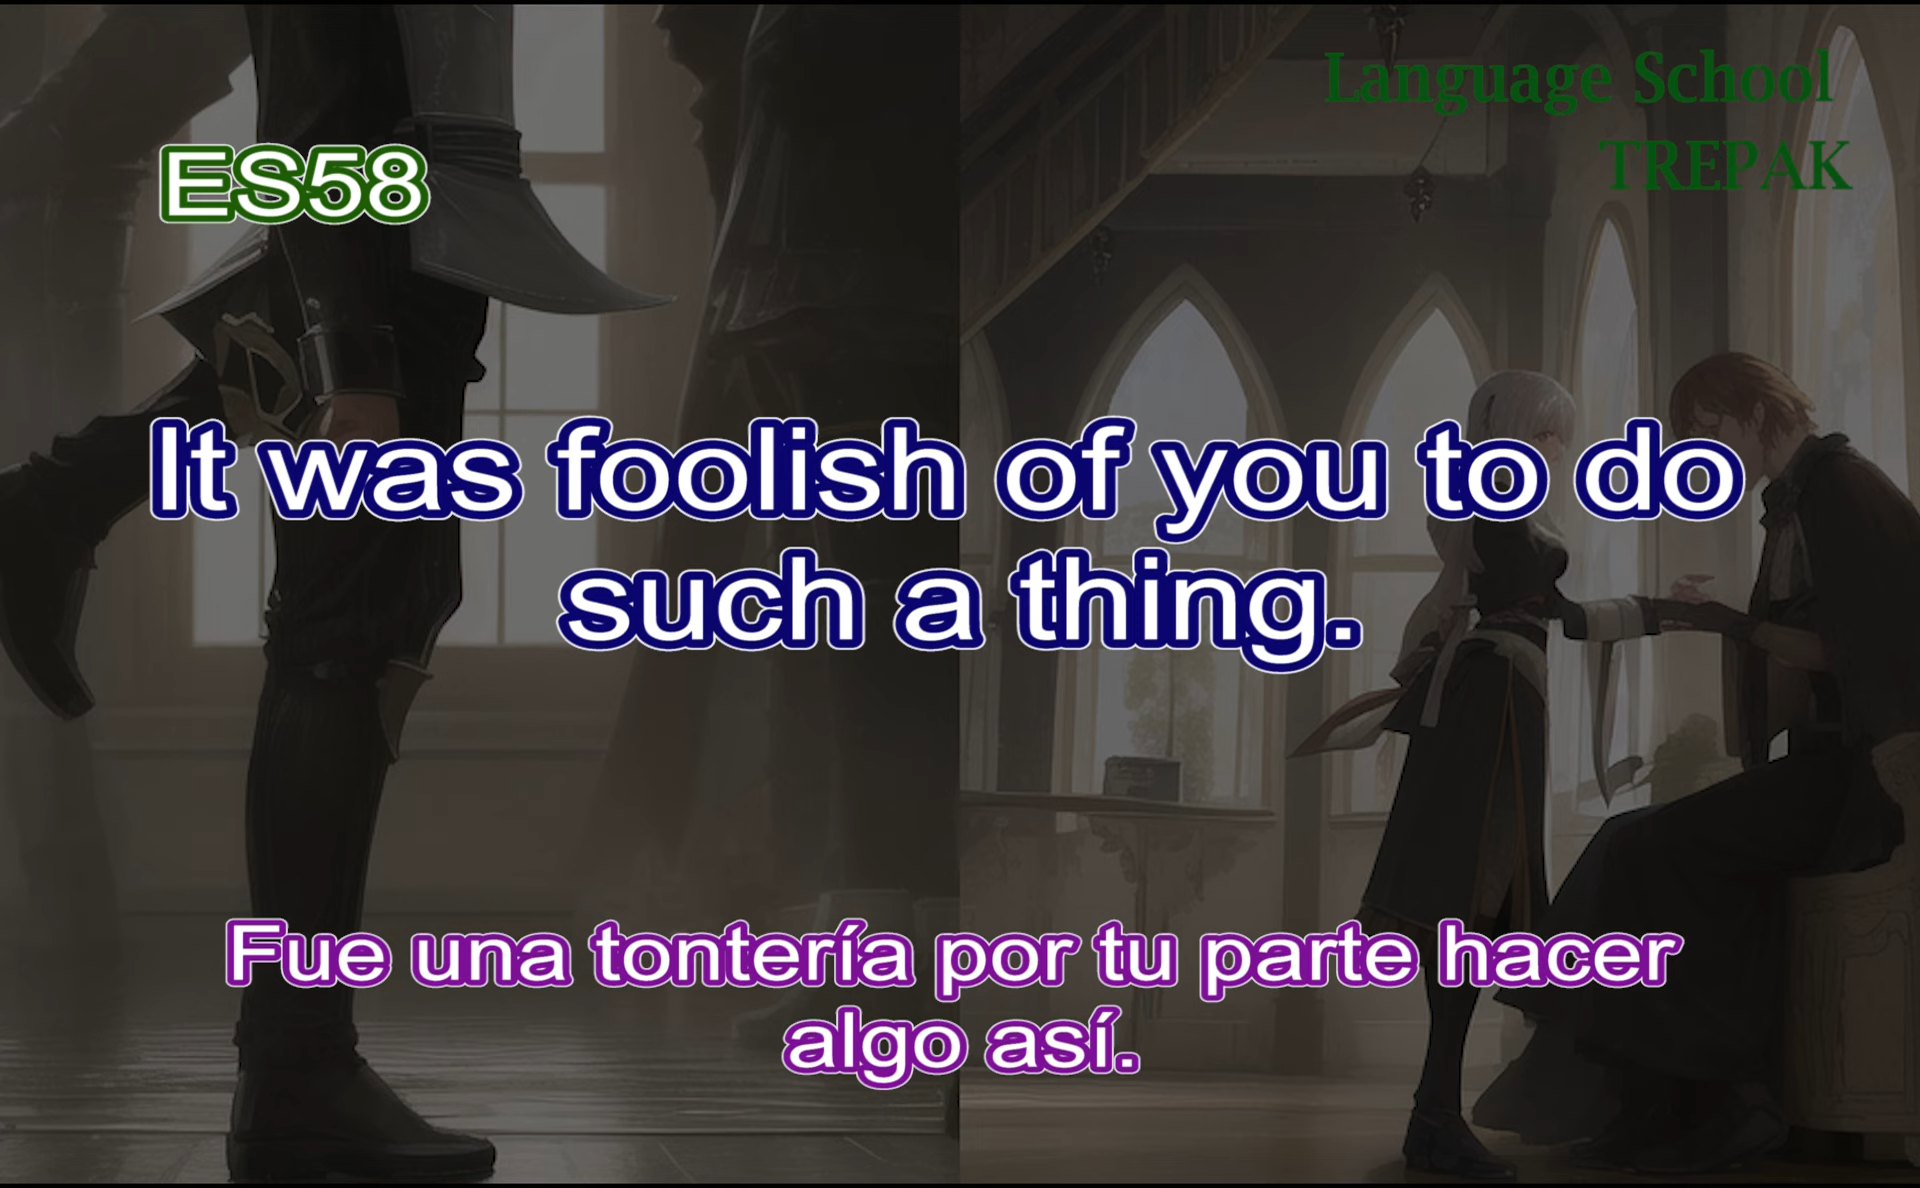 Language School
TREPAK
ES58
It was foolish of you to do
such a thing.
Fue una tontería por tu parte hacer
algo así.